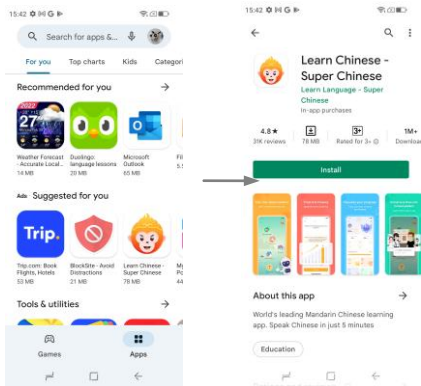 15:42
Search for apps &...
For you Top charts Kids Categori
Recommended for you
2022
27
Weather Forecast
- Accurate Local...
14 MB
Duolingo:
language lessons
20 MB
Microsoft
Outlook
65 MB
Ads Suggested for you
Trip.
Trip.com: Book
Flights, Hotels
53 MB
BlockSite - Avoid
Distractions
21 MB
Learn Chinese -
Super Chinese
78 MB
Tools & utilities
Games Apps
15:42
Learn Chinese -
Super Chinese
Learn Language - Super
Chinese
In-app purchases
4.8★
31K reviews
78 MB
3+
Rated for 3+
1M+
Downloa
Install
About this app
World's leading Mandarin Chinese learning
app. Speak Chinese in just 5 minutes
Education